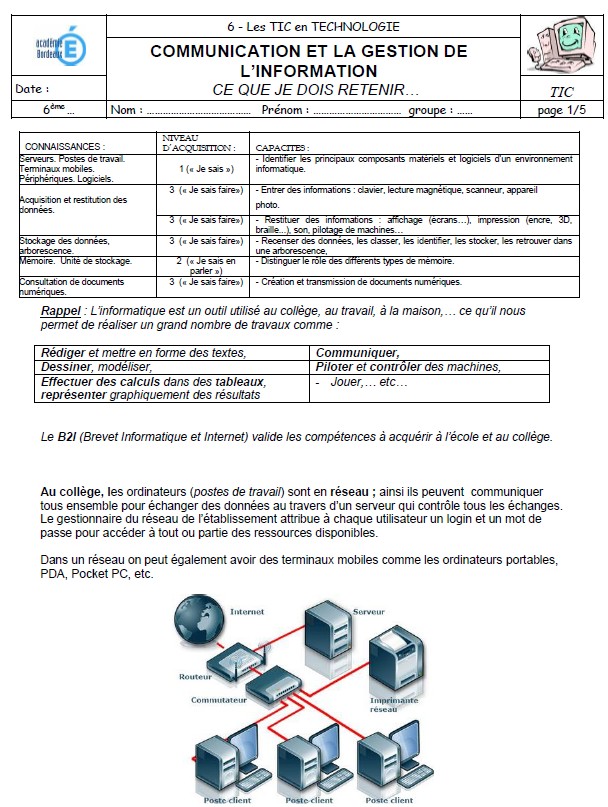 6 - Les TIC en TECHNOLOGIE
académie
Bordeaux
COMMUNICATION ET LA GESTION DE
L'INFORMATION
Date :
CE QUE JE DOIS RETENIR…
TIC
6ème …
Nom : ………………………………… Prénom : …………………………… groupe : ……
page 1/5
CONNAISSANCES :
NIVEAU
D'ACQUISITION :
CAPACITES :
Serveurs. Postes de travail.
Terminaux mobiles.
Périphériques. Logiciels.
1 (« Je sais »)
- Identifier les principaux composants matériels et logiciels d'un environnement
informatique.
Acquisition et restitution des
données.
3 (« Je sais faire»)
- Entrer des informations : clavier, lecture magnétique, scanneur, appareil
photo.
3 (« Je sais faire»)
- Restituer des informations : affichage (écrans…), impression (encre, 3D,
braille...), son, pilotage de machines…
Stockage des données,
arborescence.
3 (« Je sais faire»)
- Recenser des données, les classer, les identifier, les stocker, les retrouver dans
une arborescence,
Mémoire. Unité de stockage.
2 (« Je sais en
parler »)
- Distinguer le rôle des différents types de mémoire.
Consultation de documents
numériques.
3 (« Je sais faire»)
- Création et transmission de documents numériques.
Rappel : L'informatique est un outil utilisé au collège, au travail, à la maison,… ce qu'il nous
permet de réaliser un grand nombre de travaux comme :
Rédiger et mettre en forme des textes,
Communiquer,
Dessiner, modéliser,
Piloter et contrôler des machines,
Effectuer des calculs dans des tableaux,
représenter graphiquement des résultats
- Jouer,… etc…
Le B2I (Brevet Informatique et Internet) valide les compétences à acquérir à l'école et au collège.
Au collège, les ordinateurs (postes de travail) sont en réseau ; ainsi ils peuvent communiquer
tous ensemble pour échanger des données au travers d'un serveur qui contrôle tous les échanges.
Le gestionnaire du réseau de l'établissement attribue à chaque utilisateur un login et un mot de
passe pour accéder à tout ou partie des ressources disponibles.
Dans un réseau on peut également avoir des terminaux mobiles comme les ordinateurs portables,
PDA, Pocket PC, etc.
Internet
Serveur
Routeur
Commutateur
Imprimante
réseau
Poste client
Poste client
Poste client